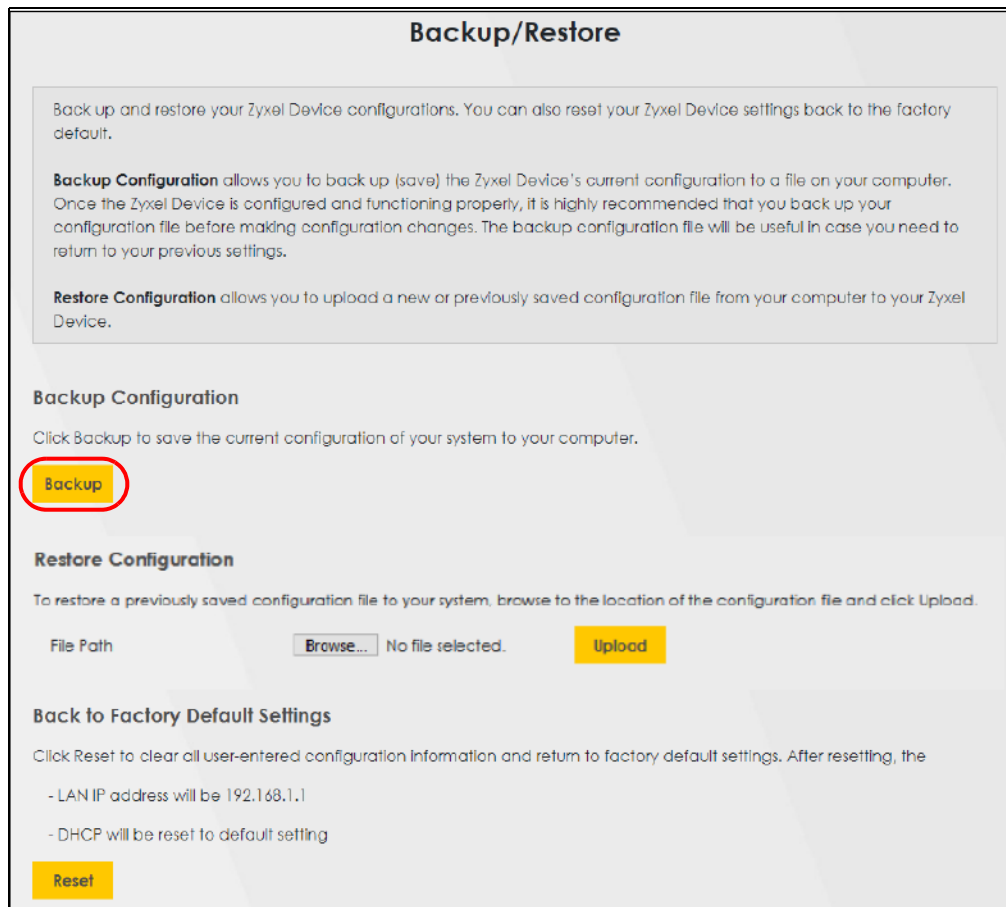 Backup/Restore
Back up and restore your Zyxel Device configurations. You can also reset your Zyxel Device settings back to the factory
default.
Backup Configuration allows you to back up (save) the Zyxel Device's current configuration to a file on your computer.
Once the Zyxel Device is configured and functioning properly, it is highly recommended that you back up your
configuration file before making configuration changes. The backup configuration file will be useful in case you need to
return to your previous settings.
Restore Configuration allows you to upload a new or previously saved configuration file from your computer to your Zyxel
Device.
Backup Configuration
Click Backup to save the current configuration of your system to your computer.
Backup
Restore Configuration
To restore a previously saved configuration file to your system, browse to the location of the configuration file and click Upload.
File Path Browse... No file selected. Upload
Back to Factory Default Settings
Click Reset to clear all user-entered configuration information and return to factory default settings. After resetting, the
- LAN IP address will be 192.168.1.1
- DHCP will be reset to default setting
Reset